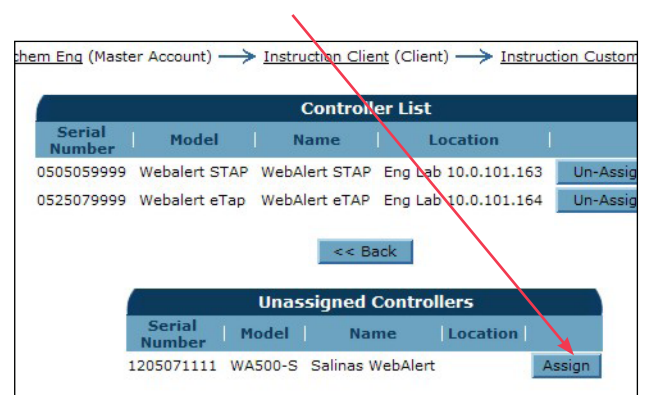 chem Eng (Master Account) → Instruction Client (Client) → Instruction Custom
Controller List
Serial Number | Model | Name | Location |
0505059999 Webalert STAP WebAlert STAP Eng Lab 10.0.101.163 Un-Assig
0525079999 Webalert eTap WebAlert eTAP Eng Lab 10.0.101.164 Un-Assig
<< Back
Unassigned Controllers
Serial Number | Model | Name | Location |
1205071111 WA500-S Salinas WebAlert Assign